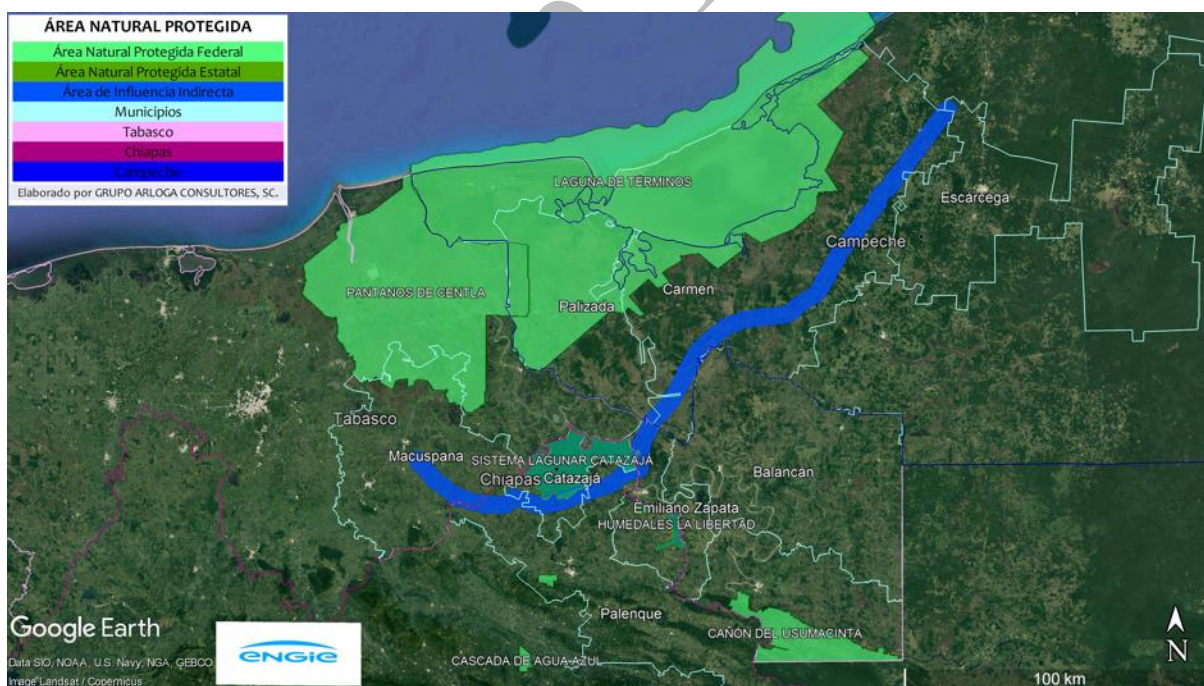 ÁREA NATURAL PROTEGIDA
Área Natural Protegida Federal
Área Natural Protegida Estatal
Área de Influencia Indirecta
Municipios
Tabasco
Chiapas
Campeche
Elaborado por GRUPO ARLOGA CONSULTORES, SC.
LAGUNA DE TÉRMINOS
Escárcega
Campeche
PANTANOS DE CENTLA
Carmen
Palizada
Tabasco
Macuspana
SISTEMA LAGUNAR CATAZAJÁ
Chiapas
Catazajá
Balancán
Emiliano Zapata
HUMEDALES LA LIBERTAD
Palenque
CAÑÓN DEL USUMACINTA
CASCADA DE AGUA AZUL
Google Earth
Data SIO, NOAA, U.S. Navy, NGA, GEBCO
Image Landsat / Copernicus
ENGIE
N
100 km